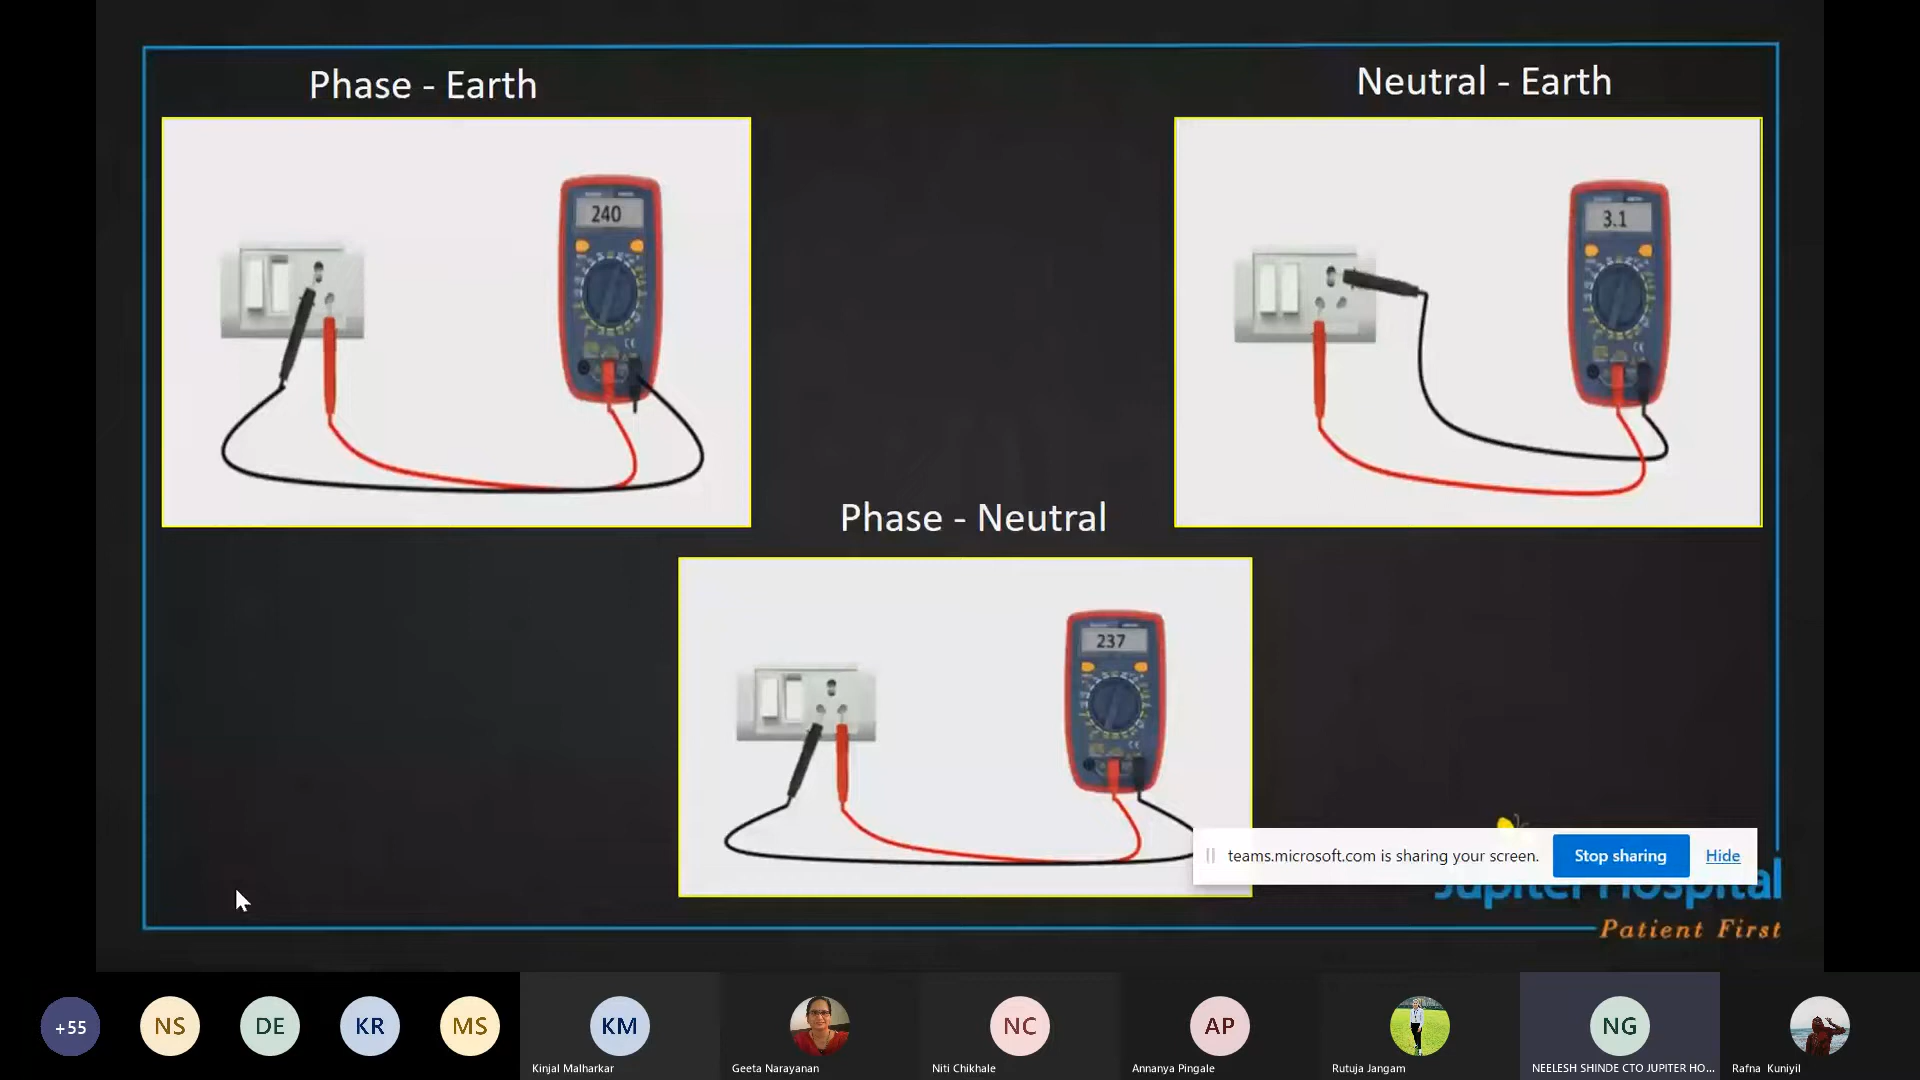 Phase - Earth
Neutral - Earth
240
3.1
Phase - Neutral
237
teams.microsoft.com is sharing your screen.
Stop sharing
Hide
Jupiter Hospital
Patient First
+55
NS
DE
KR
MS
KM
NC
AP
NG
Kinjal Malharkar
Geeta Narayanan
Niti Chikhale
Annanya Pingale
Rutuja Jangam
NEELESH SHINDE CTO JUPITER HO...
Rafna Kuniyil